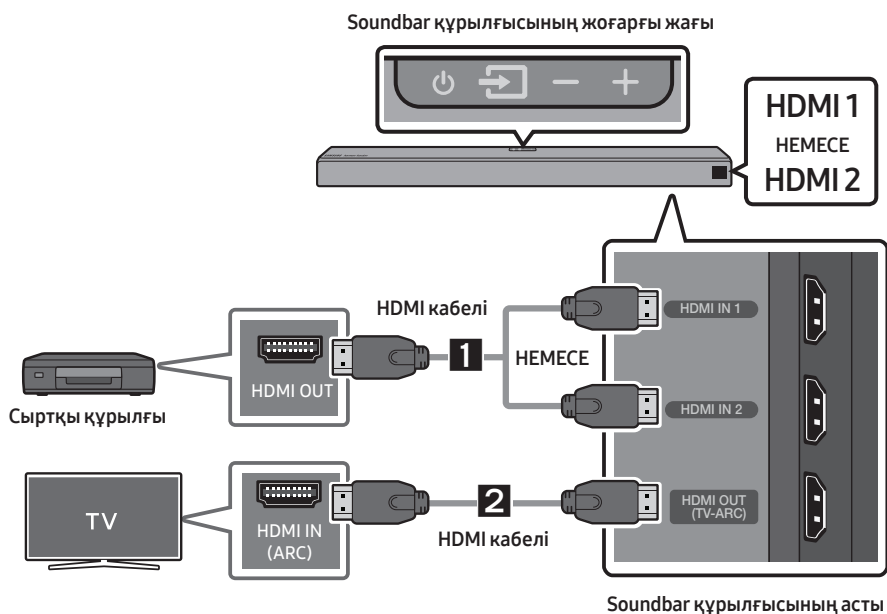 Soundbar құрылғысының жоғарғы жағы
HDMI 1
НЕМЕСЕ
HDMI 2
HDMI кабелі
HDMI IN 1
HDMI OUT
1
НЕМЕСЕ
HDMI IN 2
Сыртқы құрылғы
TV
HDMI IN
(ARC)
2
HDMI кабелі
HDMI OUT
(TV-ARC)
Soundbar құрылғысының асты